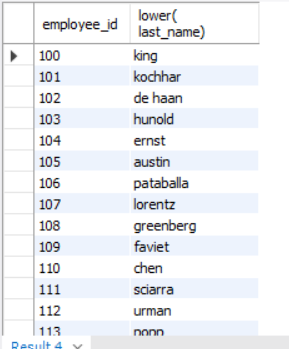 employee_id lower(
last_name)
100 king
101 kochhar
102 de haan
103 hunold
104 ernst
105 austin
106 pataballa
107 lorentz
108 greenberg
109 faviet
110 chen
111 sciarra
112 urman
113 popp
Result 4